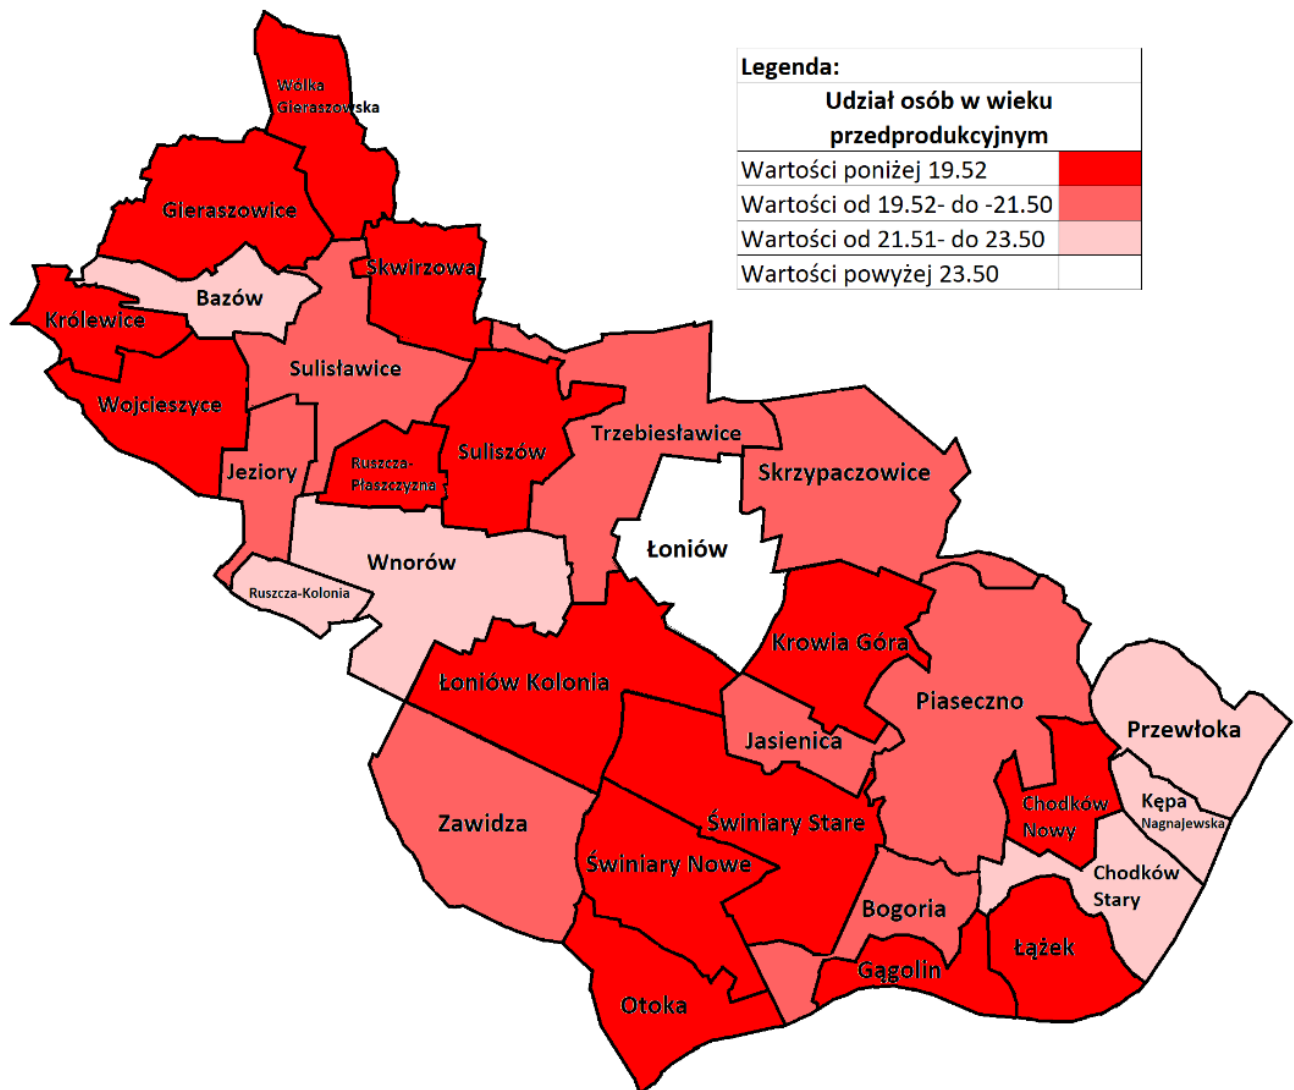 Legenda:
Udział osób w wieku
przedprodukcyjnym
Wartości poniżej 19.52
Wartości od 19.52- do -21.50
Wartości od 21.51- do 23.50
Wartości powyżej 23.50
Wólka
Gieraszowska
Gieraszowice
Skwirzowa
Bazów
Królewice
Sulisławice
Wojcieszyce
Trzebiesławice
Suliszów
Ruszcza-
Płaszczyzna
Jeziory
Skrzypaczowice
Łoniów
Wnorów
Ruszcza-Kolonia
Krowia Góra
Łoniów Kolonia
Piaseczno
Przewłoka
Jasienica
Kępa
Nagnajewska
Chodków
Nowy
Zawidza
Świniary Stare
Świniary Nowe
Chodków
Stary
Bogoria
Łążek
Gągolin
Otoka